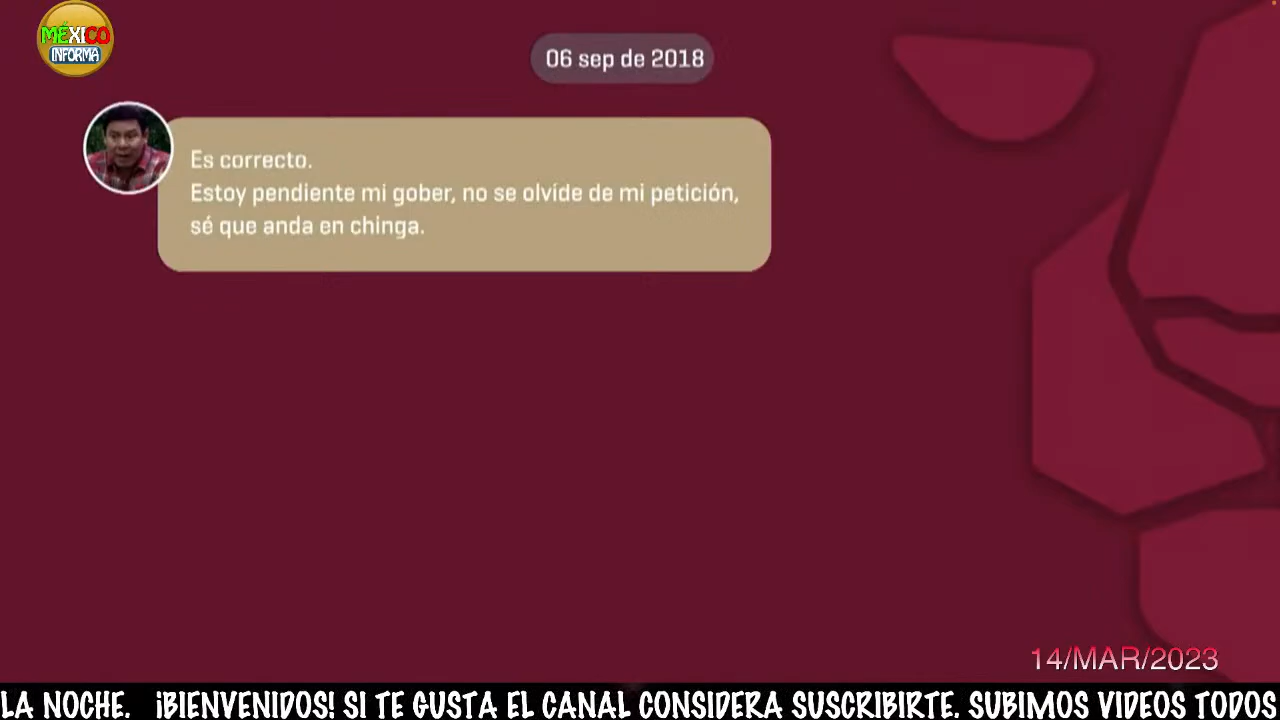 MÉXICO
INFORMA
06 sep de 2018
Es correcto.
Estoy pendiente mi gober, no se olvide de mi petición,
sé que anda en chinga.
14/MAR/2023
LA NOCHE. ¡BIENVENIDOS! SI TE GUSTA EL CANAL CONSIDERA SUSCRIBIRTE. SUBIMOS VIDEOS TODOS